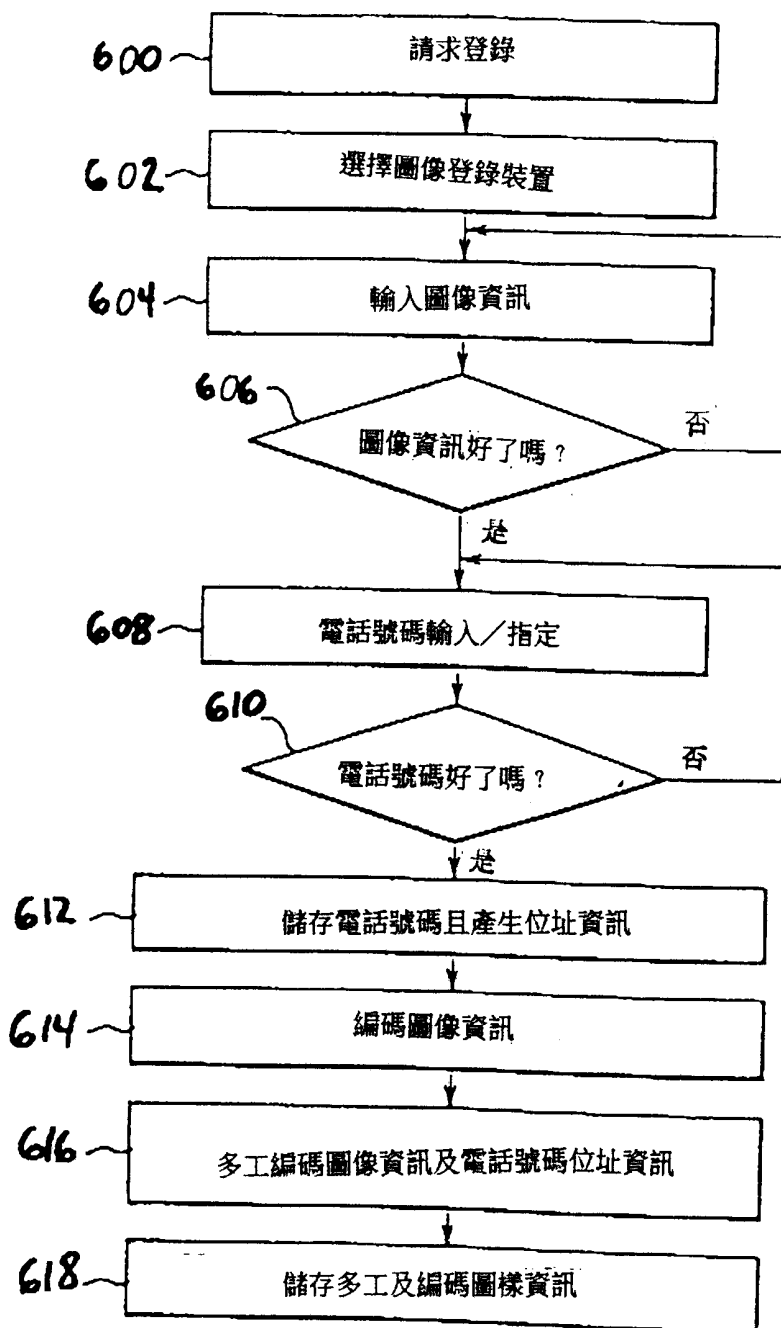 600
請求登錄
602
選擇圖像登錄裝置
604
輸入圖像資訊
606
圖像資訊好了嗎？
否
是
608
電話號碼輸入／指定
610
電話號碼好了嗎？
否
是
612
儲存電話號碼且產生位址資訊
614
編碼圖像資訊
616
多工編碼圖像資訊及電話號碼位址資訊
618
儲存多工及編碼圖樣資訊